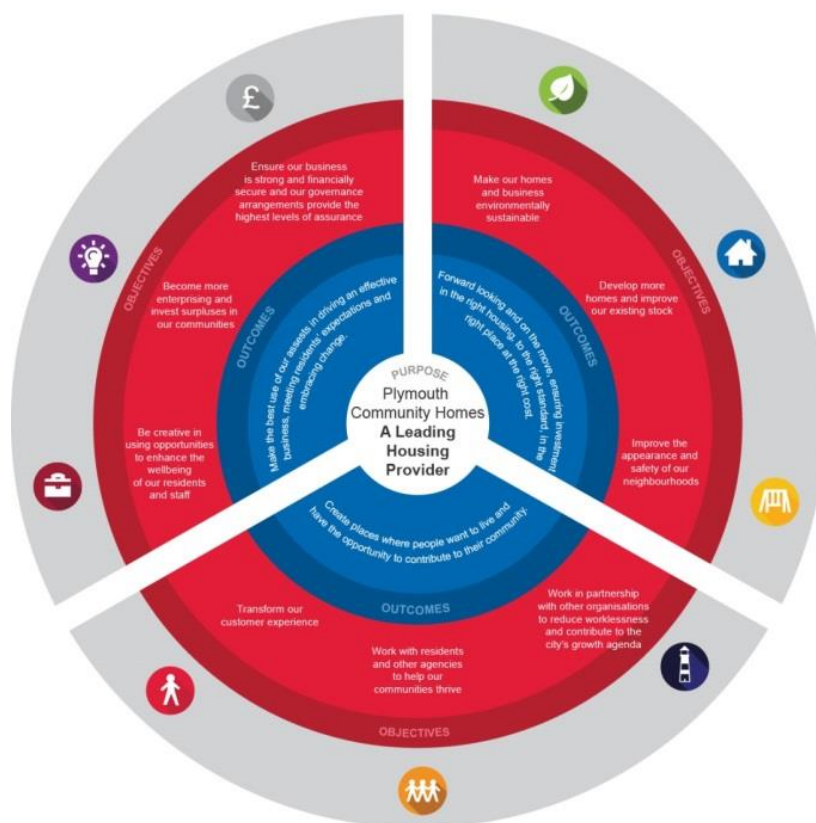 £
Ensure our business
is strong and financially
secure and our governance
arrangements provide the
highest levels of assurance
Become more
enterprising and
invest surpluses in
our communities
Be creative in
using opportunities
to enhance the
wellbeing
of our residents
and staff
OBJECTIVES
OUTCOMES
Make the best use of our assests in driving an effective
business, meeting residents' expectations and
embracing change.
Make our homes
and business
environmentally
sustainable
Develop more
homes and improve
our existing stock
Improve the
appearance and
safety of our
neighbourhoods
OBJECTIVES
OUTCOMES
Forward looking and on the move, ensuring investment
in the right housing, to the right standard, in the
right place at the right cost.
PURPOSE
Plymouth
Community Homes
A Leading
Housing
Provider
Create places where people want to live and
have the opportunity to contribute to their community.
OUTCOMES
Transform our
customer experience
Work with residents
and other agencies
to help our
communities thrive
Work in partnership
with other organisations
to reduce worklessness
and contribute to the
city's growth agenda
OBJECTIVES